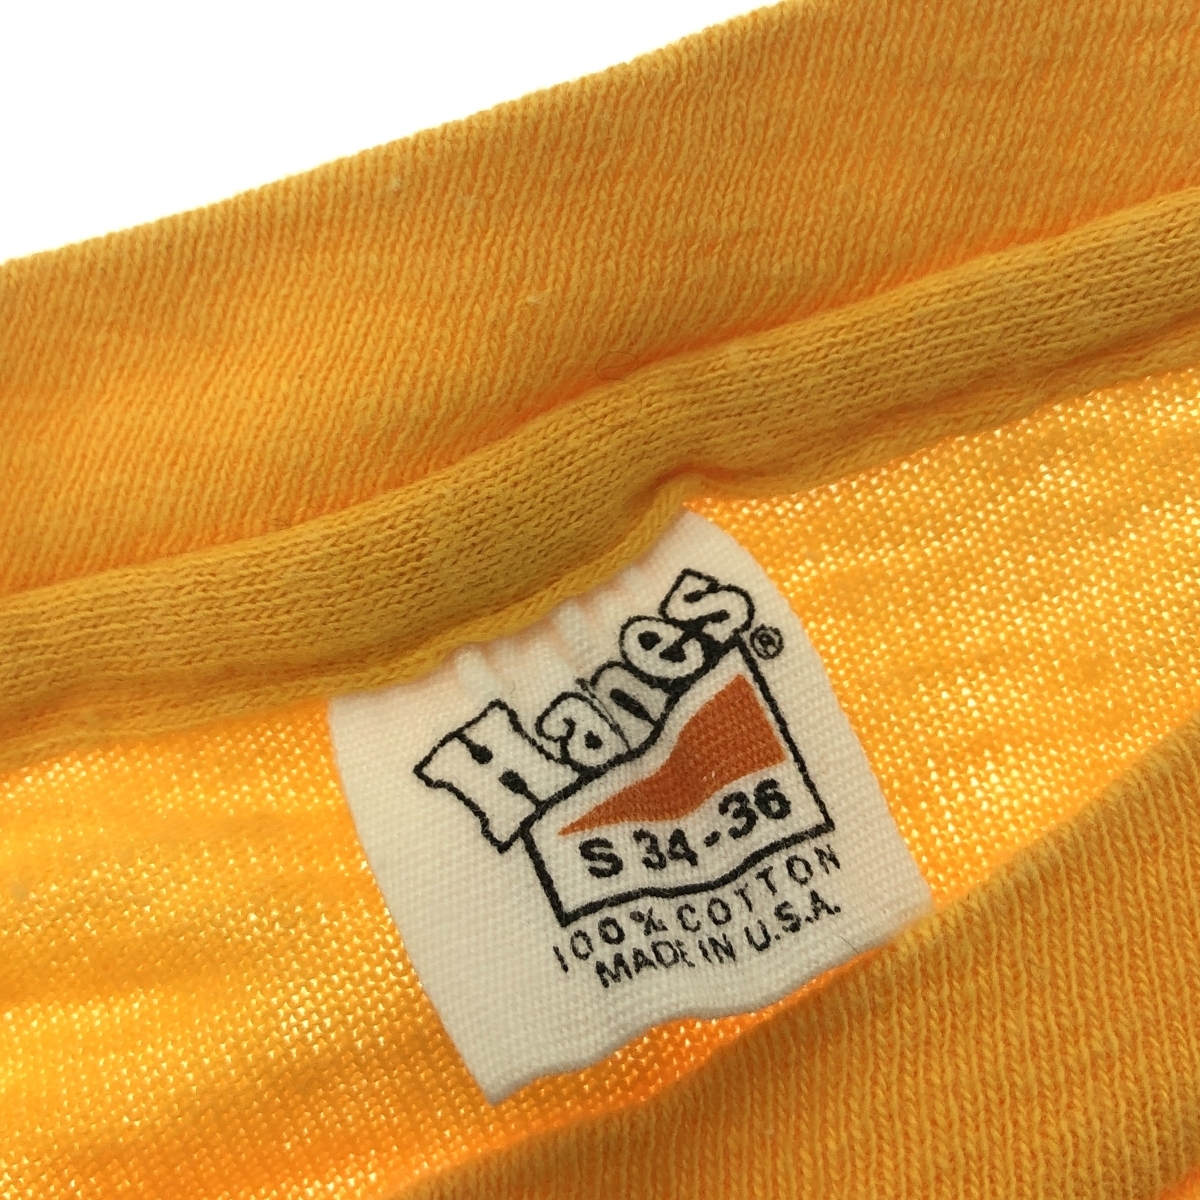 Hanes®
S 34-36
100% COTTON
MADE IN U.S.A.